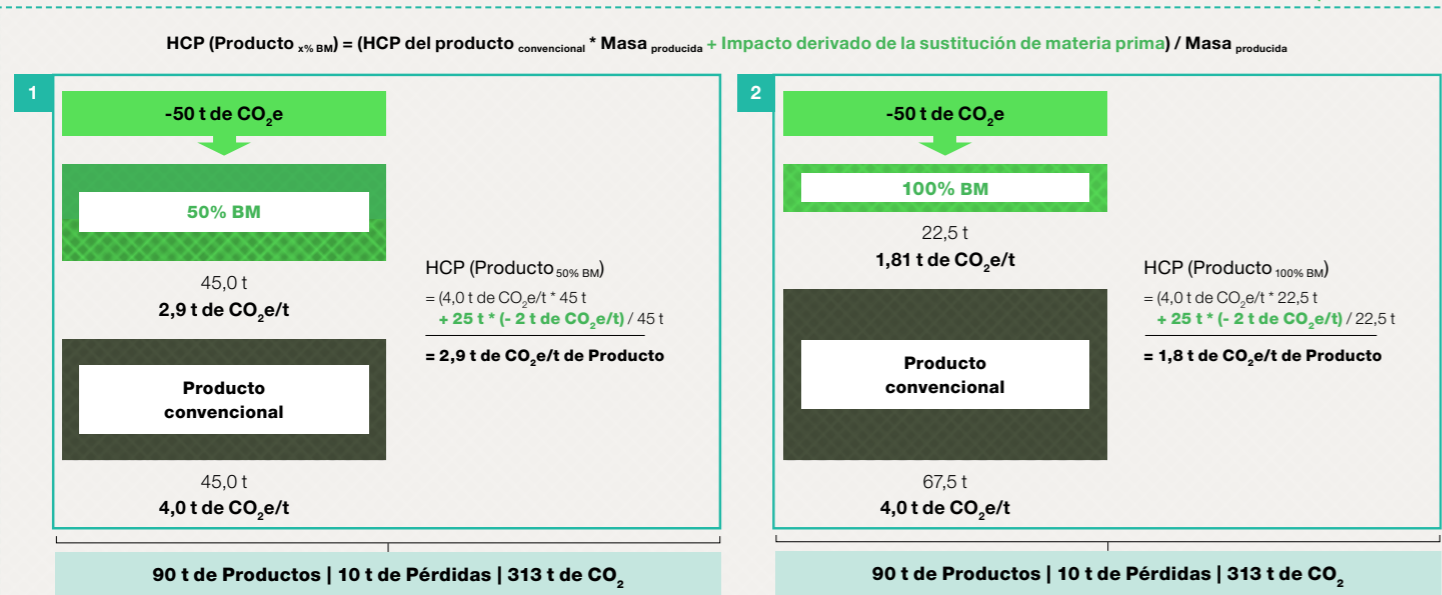 HCP (Producto x% BM) = (HCP del producto convencional * Masa producida + Impacto derivado de la sustitución de materia prima) / Masa producida
1
-50 t de CO₂e
50% BM
45,0 t
2,9 t de CO₂e/t
Producto
convencional
45,0 t
4,0 t de CO₂e/t
HCP (Producto 50% BM)
= (4,0 t de CO₂e/t * 45 t
+ 25 t * (- 2 t de CO₂e/t) / 45 t
= 2,9 t de CO₂e/t de Producto
90 t de Productos | 10 t de Pérdidas | 313 t de CO₂
2
-50 t de CO₂e
100% BM
22,5 t
1,81 t de CO₂e/t
Producto
convencional
67,5 t
4,0 t de CO₂e/t
HCP (Producto 100% BM)
= (4,0 t de CO₂e/t * 22,5 t
+ 25 t * (- 2 t de CO₂e/t) / 22,5 t
= 1,8 t de CO₂e/t de Producto
90 t de Productos | 10 t de Pérdidas | 313 t de CO₂